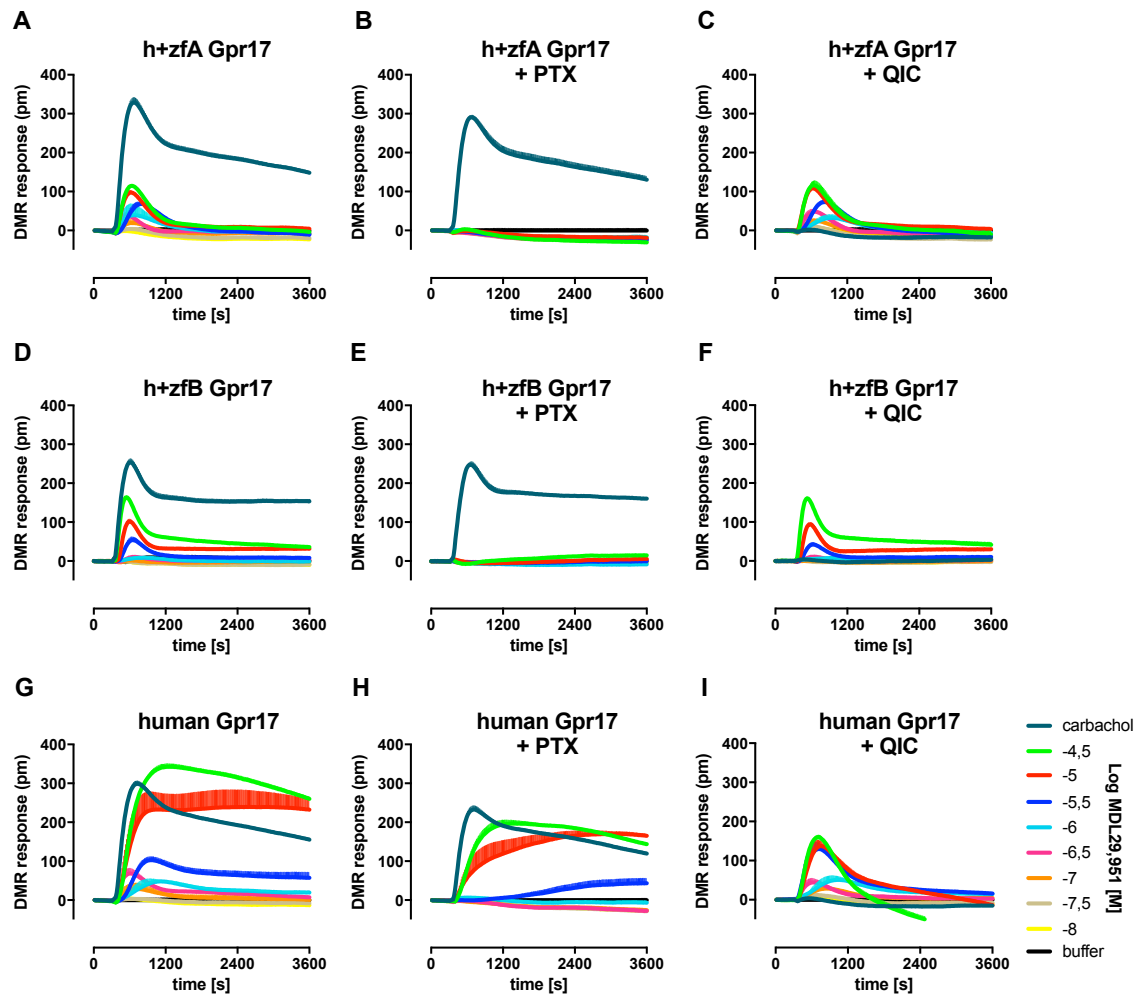 A
h+zfA Gpr17
DMR response (pm)
400
300
200
100
0
0 1200 2400 3600
time [s]
B
h+zfA Gpr17
+ PTX
DMR response (pm)
400
300
200
100
0
0 1200 2400 3600
time [s]
C
h+zfA Gpr17
+ QIC
DMR response (pm)
400
300
200
100
0
0 1200 2400 3600
time [s]
D
h+zfB Gpr17
DMR response (pm)
400
300
200
100
0
0 1200 2400 3600
time [s]
E
h+zfB Gpr17
+ PTX
DMR response (pm)
400
300
200
100
0
0 1200 2400 3600
time [s]
F
h+zfB Gpr17
+ QIC
DMR response (pm)
400
300
200
100
0
0 1200 2400 3600
time [s]
G
human Gpr17
DMR response (pm)
400
300
200
100
0
0 1200 2400 3600
time [s]
H
human Gpr17
+ PTX
DMR response (pm)
400
300
200
100
0
0 1200 2400 3600
time [s]
I
human Gpr17
+ QIC
DMR response (pm)
400
300
200
100
0
0 1200 2400 3600
time [s]
carbachol
-4,5
-5
-5,5
-6
-6,5
-7
-7,5
-8
buffer
Log MDL29,951 [M]